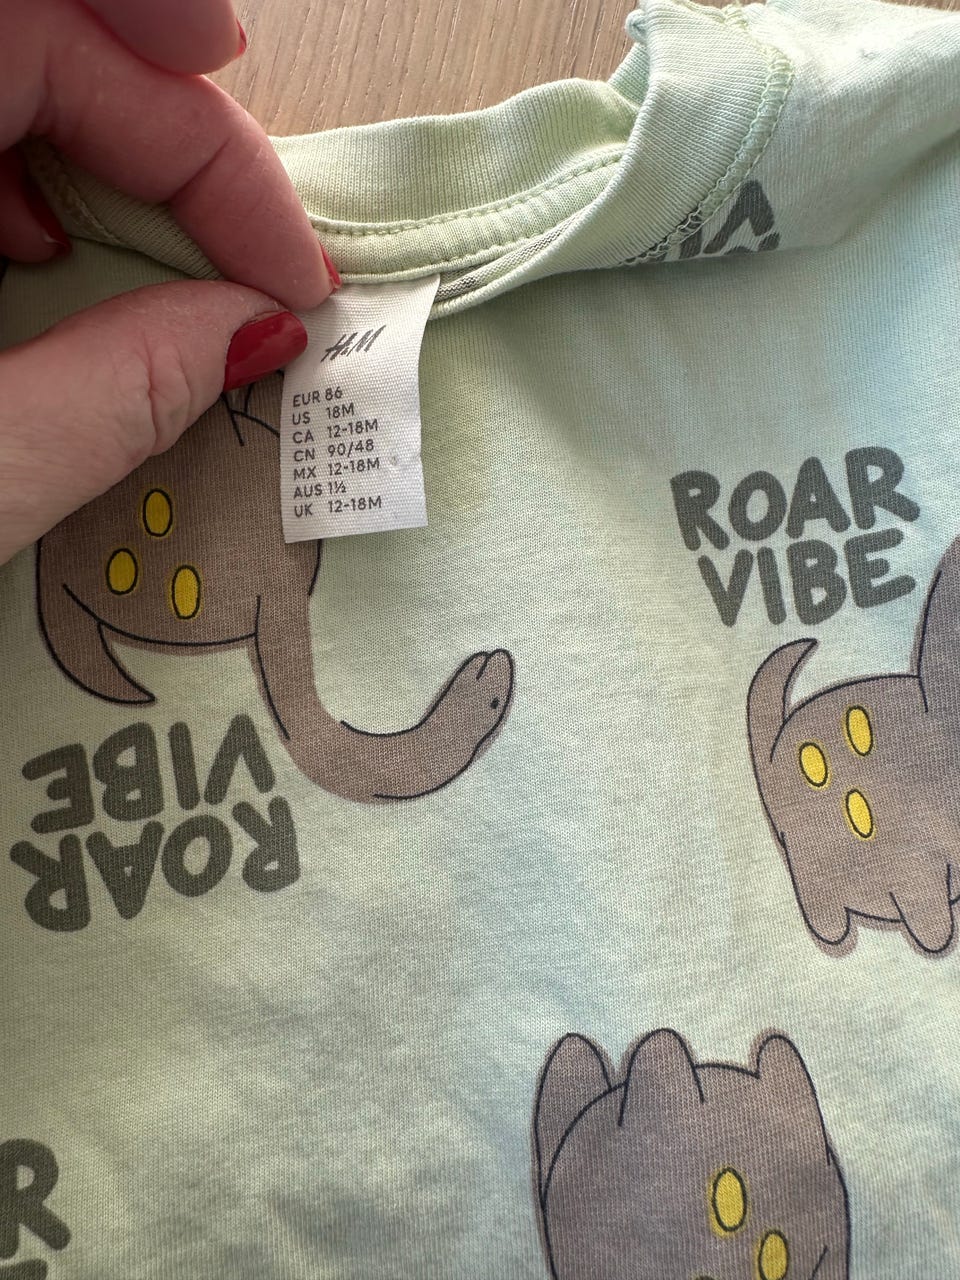 H&M
EUR 86
US 18M
CA 12-18M
CN 90/48
MX 12-18M
AUS 1½
UK 12-18M
ROAR
VIBE
ROAR
VIBE